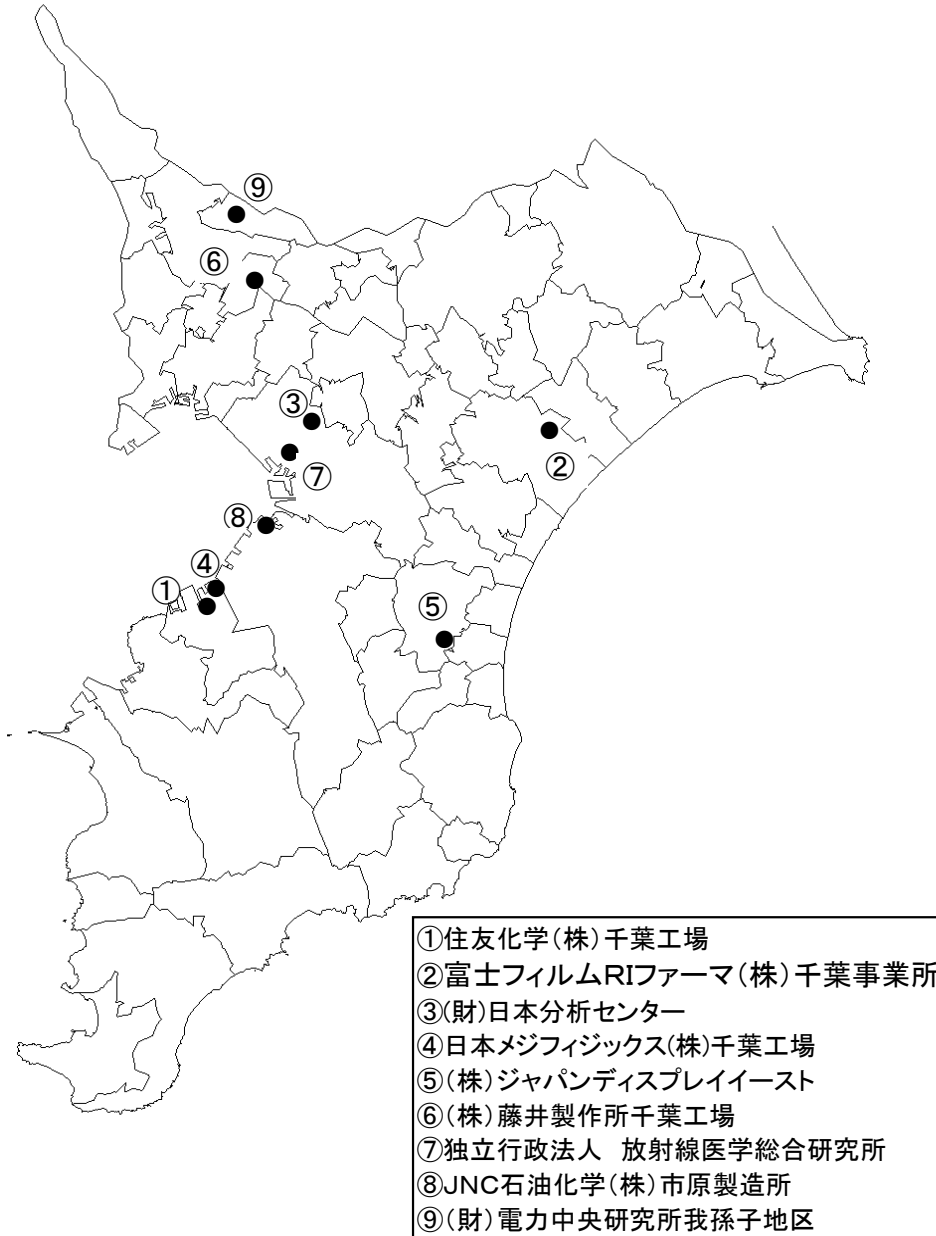 ⑨
⑥
③
②
⑦
⑧
④
①
⑤
①住友化学(株)千葉工場
②富士フィルムRIファーマ(株)千葉事業所
③(財)日本分析センター
④日本メジフィジックス(株)千葉工場
⑤(株)ジャパンディスプレイイースト
⑥(株)藤井製作所千葉工場
⑦独立行政法人 放射線医学総合研究所
⑧JNC石油化学(株)市原製造所
⑨(財)電力中央研究所我孫子地区